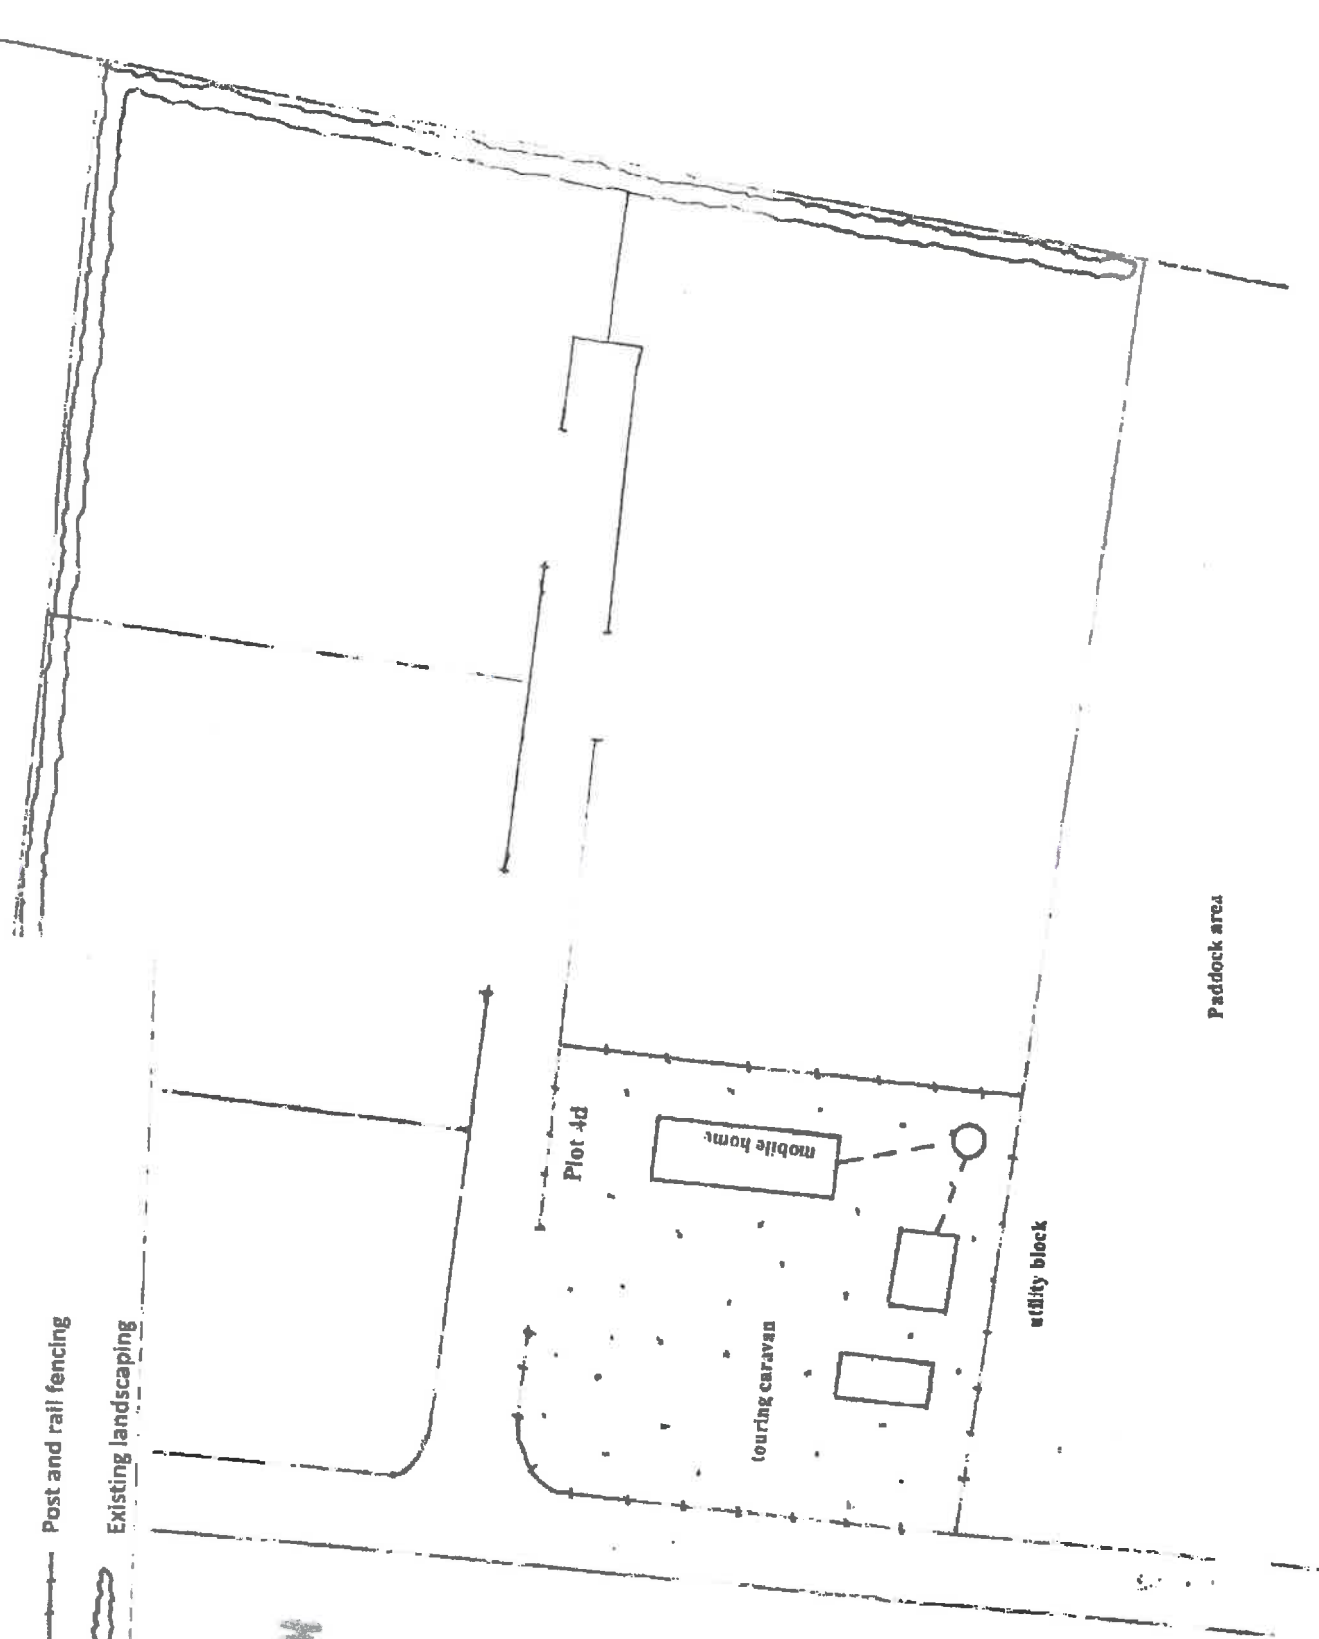 Post and rail fencing
Existing landscaping
Plot 4d
mobile home
touring caravan
utility block
Paddock area